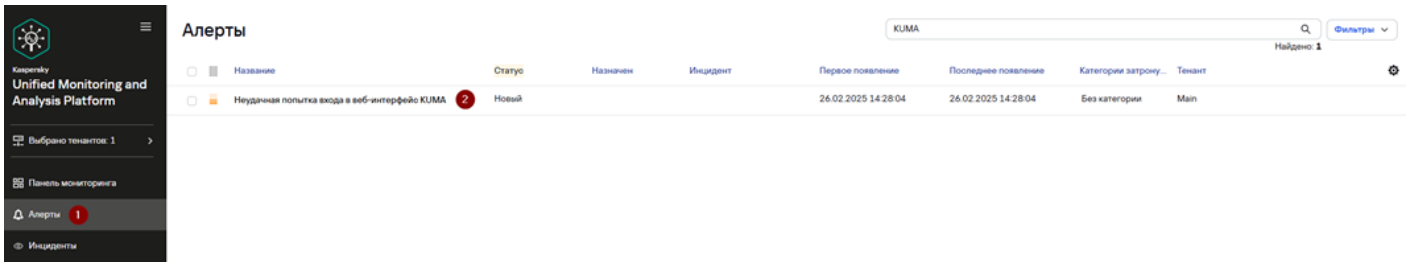 Kaspersky
Unified Monitoring and
Analysis Platform
Выбрано тенантов: 1
Панель мониторинга
Алерты 1
Инциденты
Алерты
KUMA
Фильтры
Найдено: 1
Название Статус Назначен Инцидент Первое появление Последнее появление Категории затрону... Тенант
Неудачная попытка входа в веб-интерфейс KUMA 2 Новый 26.02.2025 14:28:04 26.02.2025 14:28:04 Без категории Main